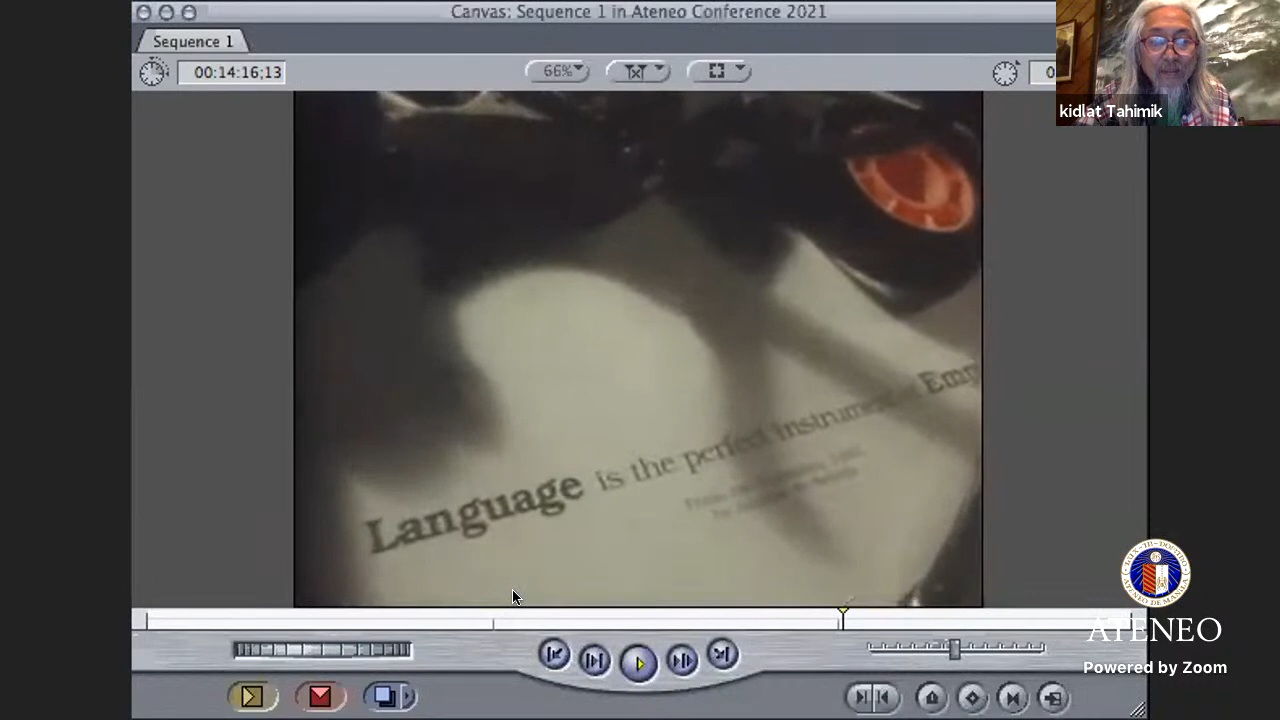 Canvas: Sequence 1 in Ateneo Conference 2021
Sequence 1
00:14:16;13
66%
0
kidlat Tahimik
Language is the perfect instrument of Emp
ATENEO
Powered by Zoom